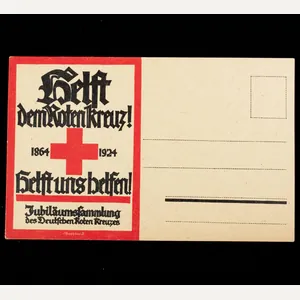 Helft
dem Roten Kreuz!
1864 1924
Helft uns helfen!
Jubiläumssammlung
des Deutschen Roten Kreuzes